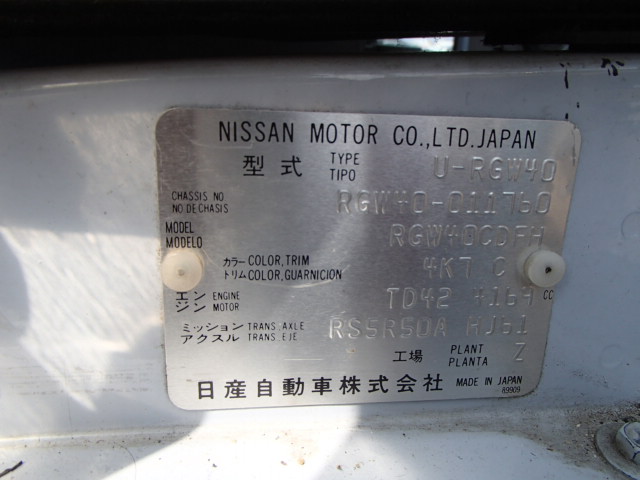 NISSAN MOTOR CO.,LTD.JAPAN
型式 TYPE TIPO U-RGW40
CHASSIS NO NO DE CHASIS RGW40-011760
MODEL MODELO RGW40CDFH
カラー COLOR,TRIM トリム COLOR,GUARNICION 4K7 C
エンジン ENGINE MOTOR TD42 4169 CC
ミッション TRANS.AXLE アクスル TRANS.EJE RS5R50A HJ61
工場 PLANT PLANTA Z
日産自動車株式会社 MADE IN JAPAN
69909